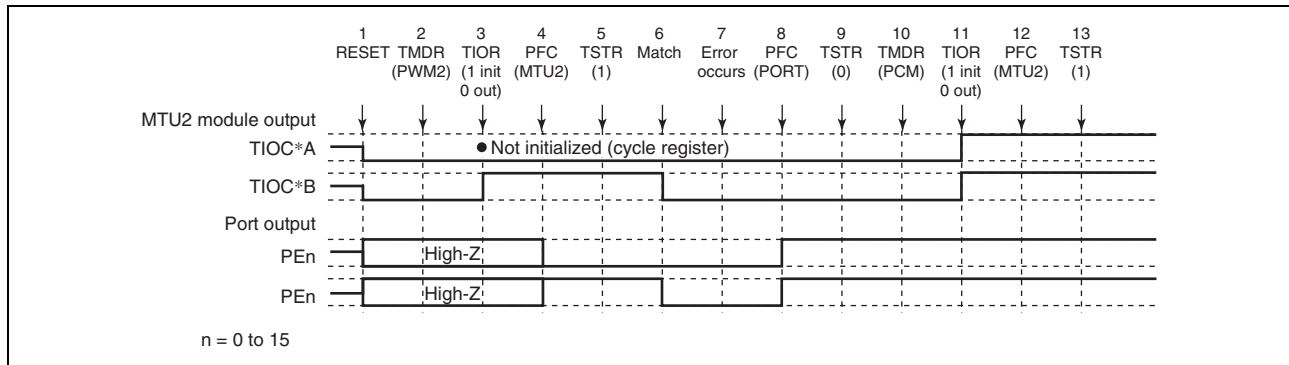 1 2 3 4 5 6 7 8 9 10 11 12 13
RESET TMDR TIOR PFC TSTR Match Error PFC TSTR TMDR TIOR PFC TSTR
(PWM2) (1 init (MTU2) (1) occurs (PORT) (0) (PCM) (1 init (MTU2) (1)
0 out) 0 out)
MTU2 module output
TIOC*A ● Not initialized (cycle register)
TIOC*B
Port output
PEn High-Z
PEn High-Z
n = 0 to 15